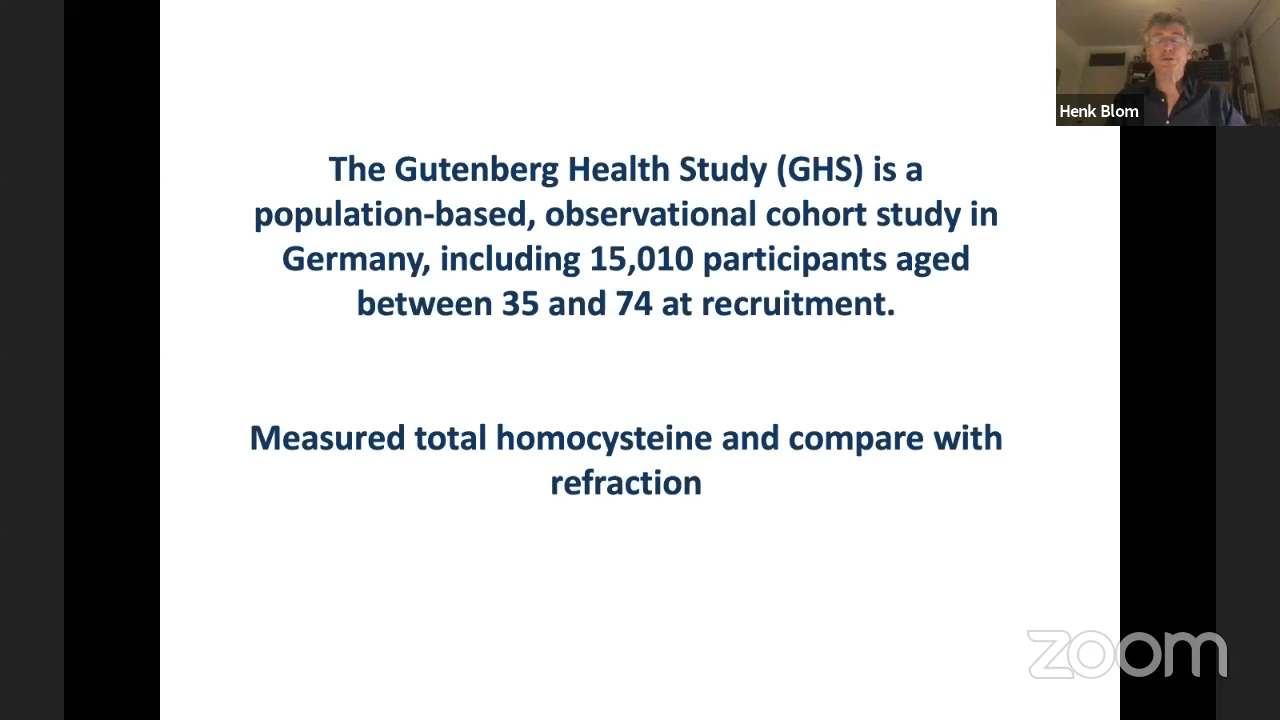 Henk Blom
The Gutenberg Health Study (GHS) is a
population-based, observational cohort study in
Germany, including 15,010 participants aged
between 35 and 74 at recruitment.
Measured total homocysteine and compare with
refraction
zoom